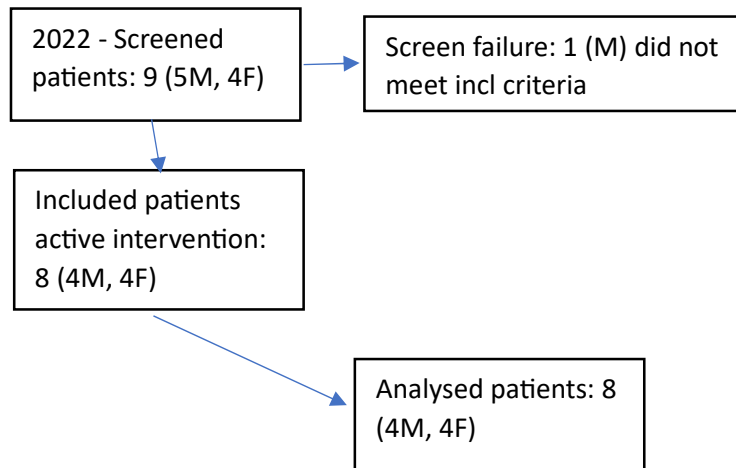 2022 - Screened
patients: 9 (5M, 4F)
Screen failure: 1 (M) did not
meet incl criteria
Included patients
active intervention:
8 (4M, 4F)
Analysed patients: 8
(4M, 4F)